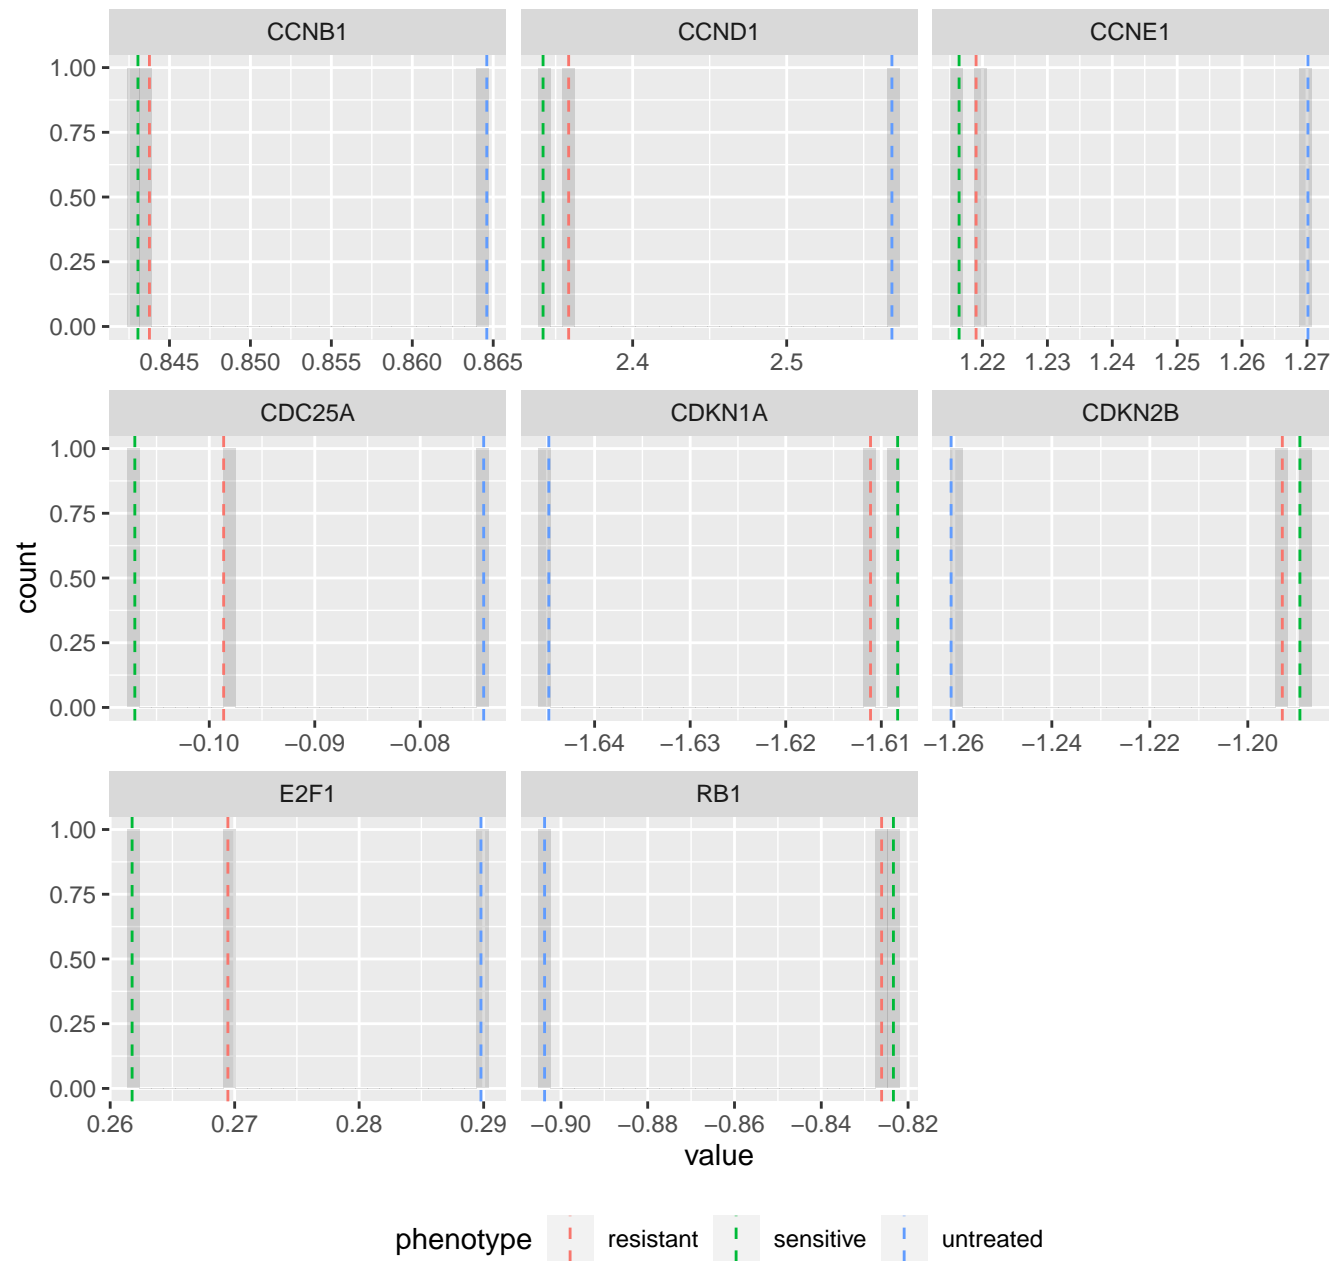 CCNB1 CCND1 CCNE1
1.00
0.75
0.50
0.25
0.00
0.845 0.850 0.855 0.860 0.865 2.4 2.5 1.22 1.23 1.24 1.25 1.26 1.27
CDC25A CDKN1A CDKN2B
1.00
0.75
0.50
0.25
0.00
−0.10 −0.09 −0.08 −1.64 −1.63 −1.62 −1.61 −1.26 −1.24 −1.22 −1.20
count
E2F1 RB1
1.00
0.75
0.50
0.25
0.00
0.26 0.27 0.28 0.29 −0.90 −0.88 −0.86 −0.84 −0.82
value
phenotype resistant sensitive untreated